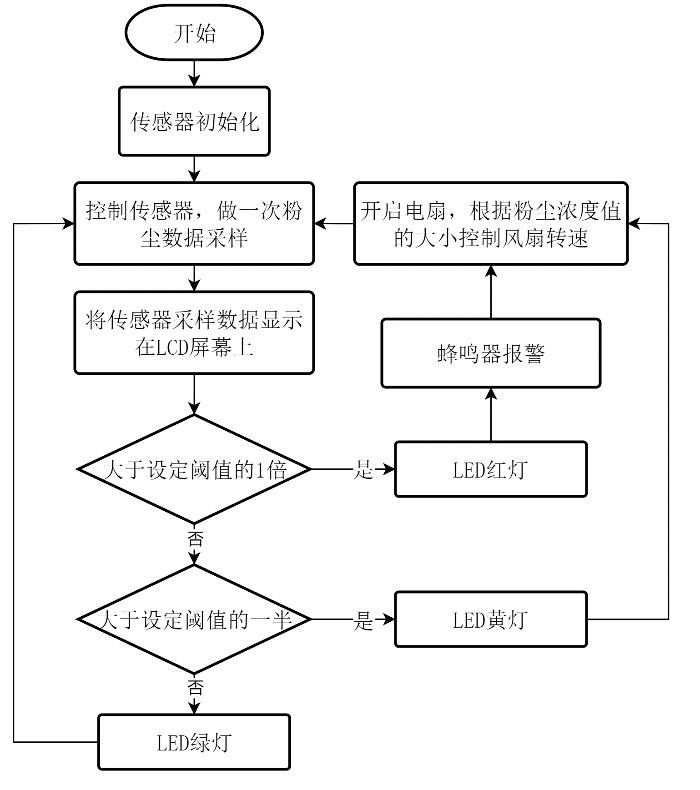 开始
传感器初始化
控制传感器，做一次粉
尘数据采样
开启电扇，根据粉尘浓度值
的大小控制风扇转速
将传感器采样数据显示
在LCD屏幕上
蜂鸣器报警
大于设定阈值的1倍
是
LED红灯
否
大于设定阈值的一半
是
LED黄灯
否
LED绿灯